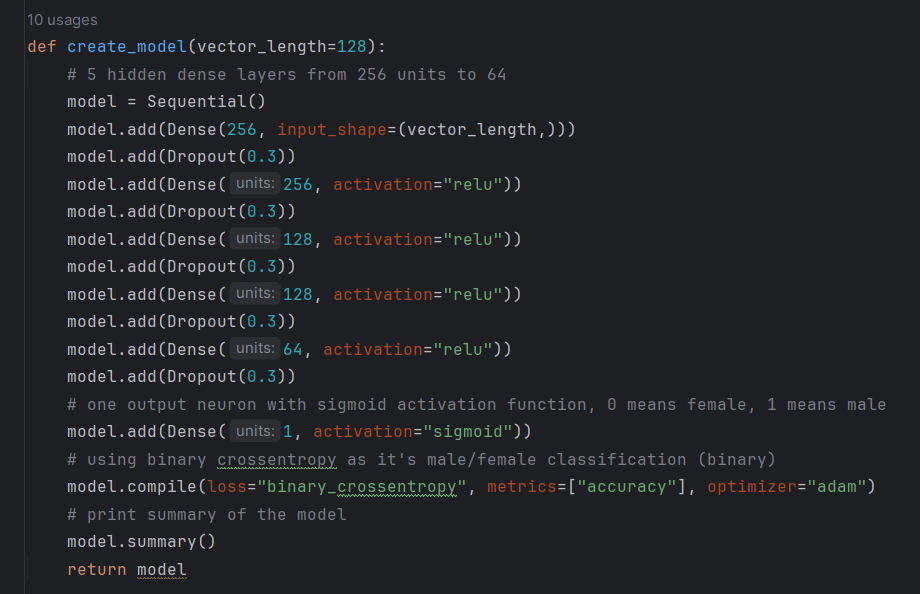 10 usages
def create_model(vector_length=128):
# 5 hidden dense layers from 256 units to 64
model = Sequential()
model.add(Dense(256, input_shape=(vector_length,)))
model.add(Dropout(0.3))
model.add(Dense( units: 256, activation="relu"))
model.add(Dropout(0.3))
model.add(Dense( units: 128, activation="relu"))
model.add(Dropout(0.3))
model.add(Dense( units: 128, activation="relu"))
model.add(Dropout(0.3))
model.add(Dense( units: 64, activation="relu"))
model.add(Dropout(0.3))
# one output neuron with sigmoid activation function, 0 means female, 1 means male
model.add(Dense( units: 1, activation="sigmoid"))
# using binary crossentropy as it's male/female classification (binary)
model.compile(loss="binary_crossentropy", metrics=["accuracy"], optimizer="adam")
# print summary of the model
model.summary()
return model